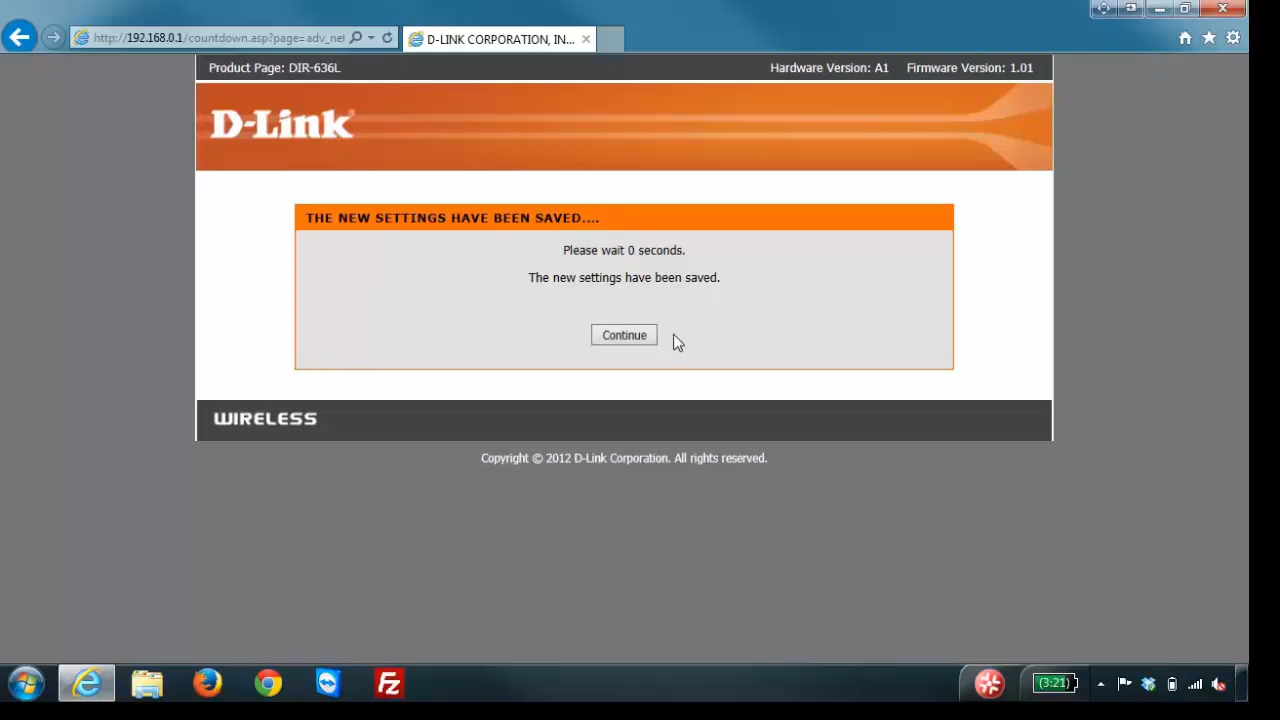 http://192.168.0.1/countdown.asp?page=adv_net
D-LINK CORPORATION, IN...
Product Page: DIR-636L
Hardware Version: A1
Firmware Version: 1.01
D-Link
THE NEW SETTINGS HAVE BEEN SAVED....
Please wait 0 seconds.
The new settings have been saved.
Continue
WIRELESS
Copyright © 2012 D-Link Corporation. All rights reserved.
Fz
(3:21)